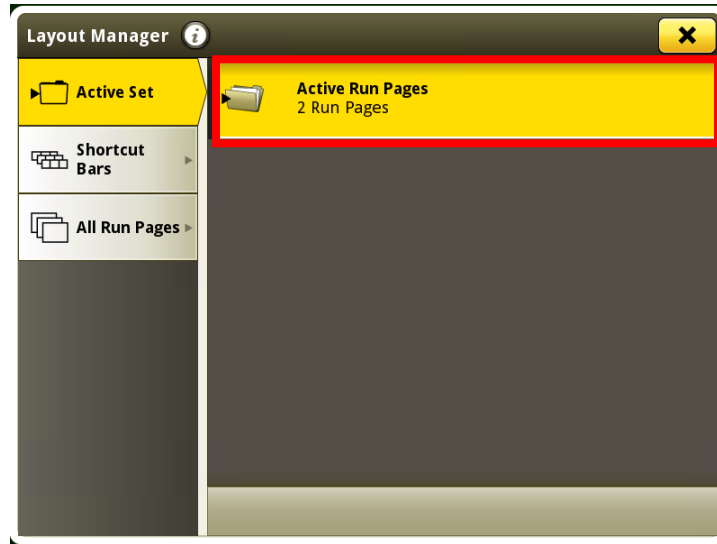 Layout Manager i
Active Set
Shortcut
Bars
All Run Pages
Active Run Pages
2 Run Pages